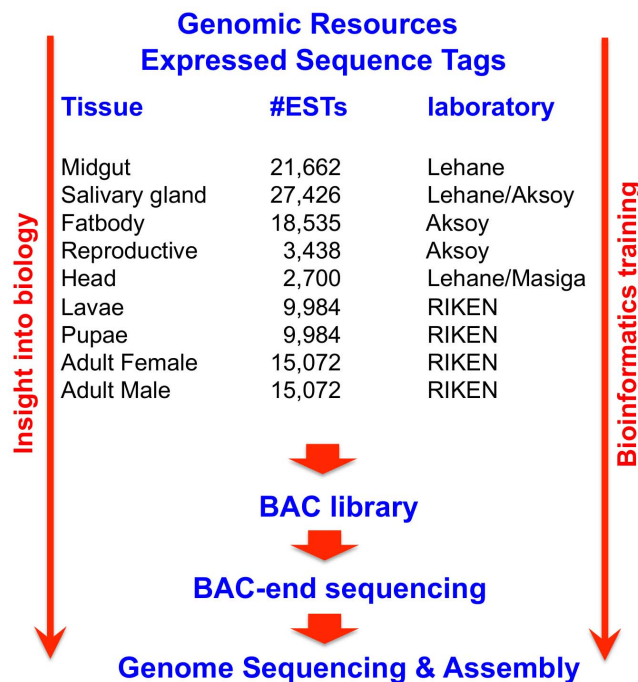 Genomic Resources
Expressed Sequence Tags
Tissue #ESTs laboratory
Midgut 21,662 Lehane
Salivary gland 27,426 Lehane/Aksoy
Fatbody 18,535 Aksoy
Reproductive 3,438 Aksoy
Head 2,700 Lehane/Masiga
Lavae 9,984 RIKEN
Pupae 9,984 RIKEN
Adult Female 15,072 RIKEN
Adult Male 15,072 RIKEN
Insight into biology
Bioinformatics training
BAC library
BAC-end sequencing
Genome Sequencing & Assembly